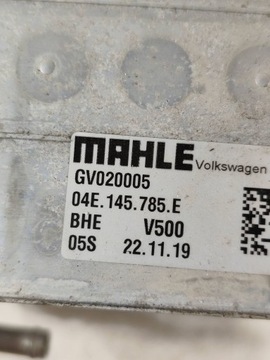 MAHLE Volkswagen
GV020005
04E.145.785.E
BHE V500
05S 22.11.19